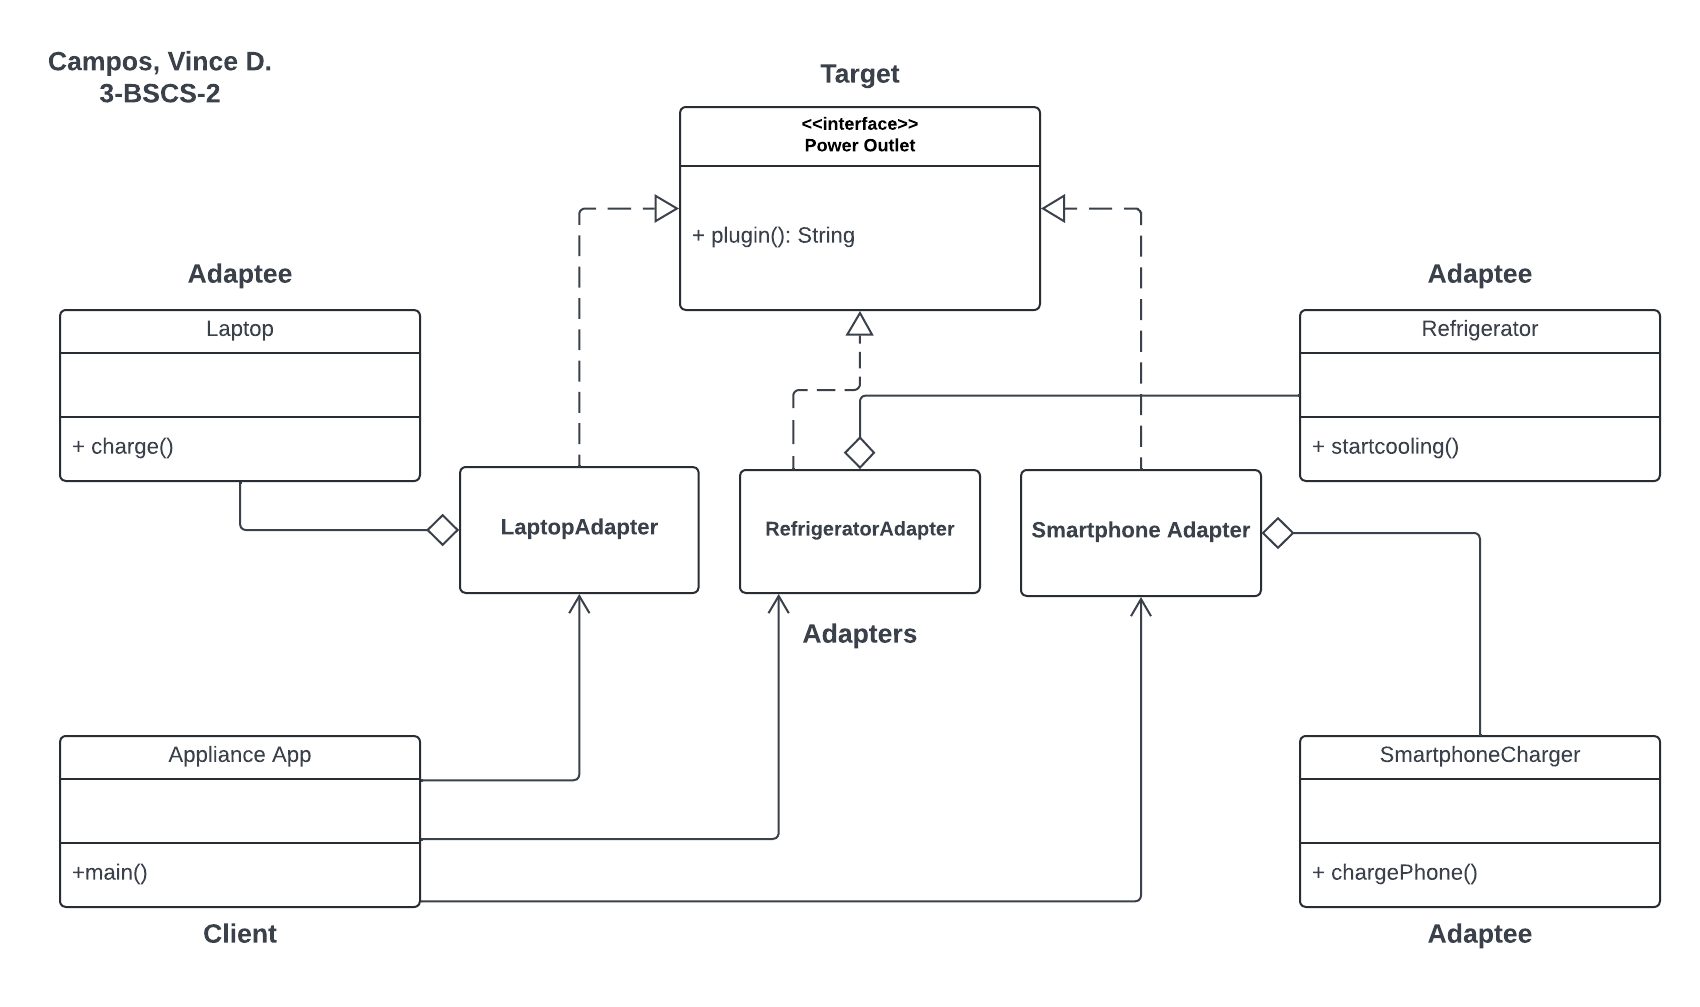 Campos, Vince D.
3-BSCS-2
Target
<<interface>>
Power Outlet
+ plugin(): String
Adaptee
Laptop
+ charge()
Adaptee
Refrigerator
+ startcooling()
LaptopAdapter
RefrigeratorAdapter
Smartphone Adapter
Adapters
Appliance App
+main()
Client
SmartphoneCharger
+ chargePhone()
Adaptee